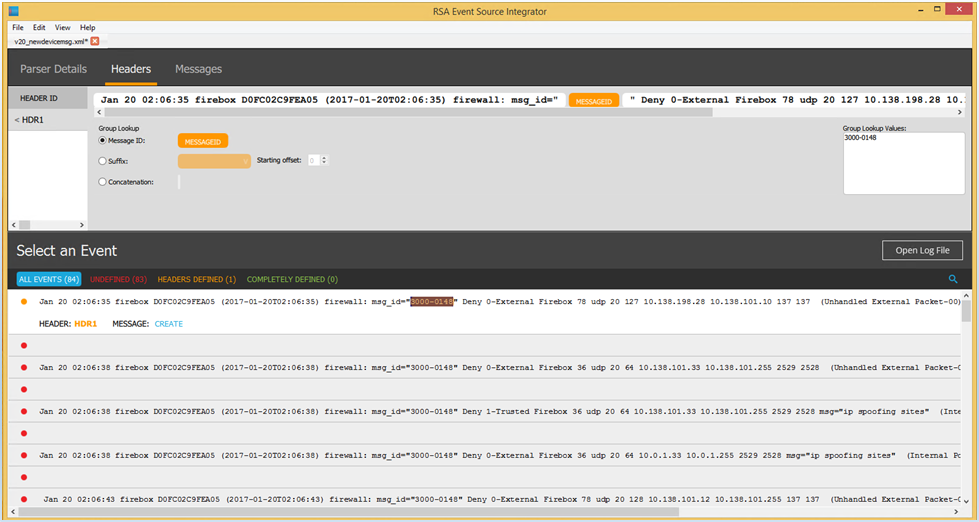 RSA Event Source Integrator
File Edit View Help
v20_newdevicemsg.xml*
Parser Details Headers Messages
HEADER ID
Jan 20 02:06:35 firebox D0FC02C9FEA05 (2017-01-20T02:06:35) firewall: msg_id=" MESSAGEID " Deny 0-External Firebox 78 udp 20 127 10.138.198.28 10.
< HDR1
Group Lookup
Message ID: MESSAGEID
Suffix: Starting offset: 0
Concatenation:
Group Lookup Values:
3000-0148
Select an Event
Open Log File
ALL EVENTS (84) UNDEFINED (83) HEADERS DEFINED (1) COMPLETELY DEFINED (0)
Jan 20 02:06:35 firebox D0FC02C9FEA05 (2017-01-20T02:06:35) firewall: msg_id="3000-0148" Deny 0-External Firebox 78 udp 20 127 10.138.198.28 10.138.101.10 137 137 (Unhandled External Packet-00)
HEADER: HDR1 MESSAGE: CREATE
Jan 20 02:06:38 firebox D0FC02C9FEA05 (2017-01-20T02:06:38) firewall: msg_id="3000-0148" Deny 0-External Firebox 36 udp 20 64 10.138.101.33 10.138.101.255 2529 2528 (Unhandled External Packet-0
Jan 20 02:06:38 firebox D0FC02C9FEA05 (2017-01-20T02:06:38) firewall: msg_id="3000-0148" Deny 1-Trusted Firebox 36 udp 20 64 10.138.101.33 10.138.101.255 2529 2528 msg="ip spoofing sites" (Inte
Jan 20 02:06:38 firebox D0FC02C9FEA05 (2017-01-20T02:06:38) firewall: msg_id="3000-0148" Deny 0-External Firebox 36 udp 20 64 10.0.1.33 10.0.1.255 2529 2528 msg="ip spoofing sites" (Internal Po
Jan 20 02:06:43 firebox D0FC02C9FEA05 (2017-01-20T02:06:43) firewall: msg_id="3000-0148" Deny 0-External Firebox 78 udp 20 128 10.138.101.12 10.138.101.255 137 137 (Unhandled External Packet-